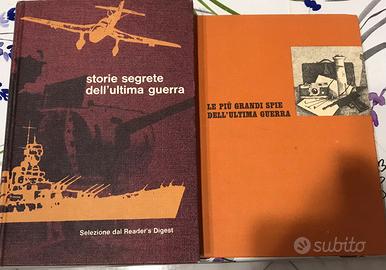 storie segrete
dell'ultima guerra
Selezione dal Reader's Digest
LE PIÙ GRANDI SPIE
DELL'ULTIMA GUERRA
subito